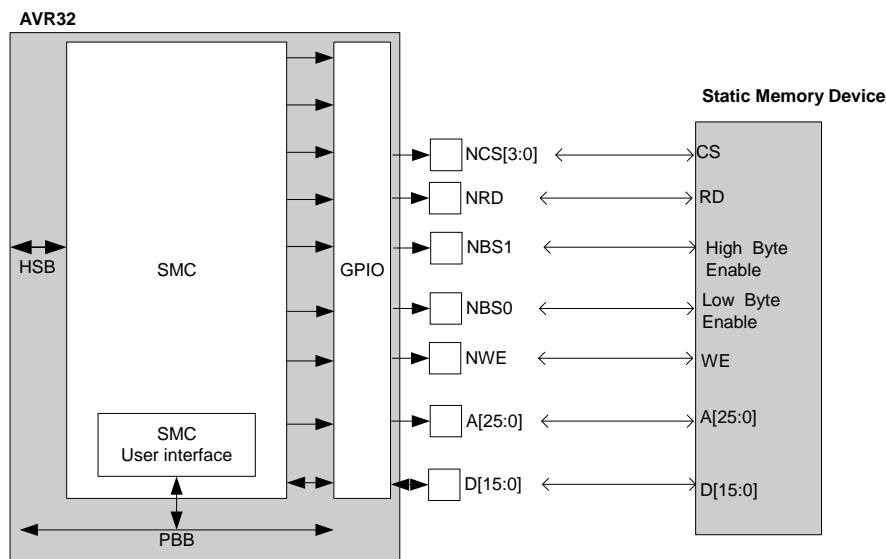 AVR32
Static Memory Device
NCS[3:0]
CS
NRD
RD
HSB
SMC
GPIO
NBS1
High Byte
Enable
NBS0
Low Byte
Enable
NWE
WE
SMC
User interface
A[25:0]
A[25:0]
D[15:0]
D[15:0]
PBB